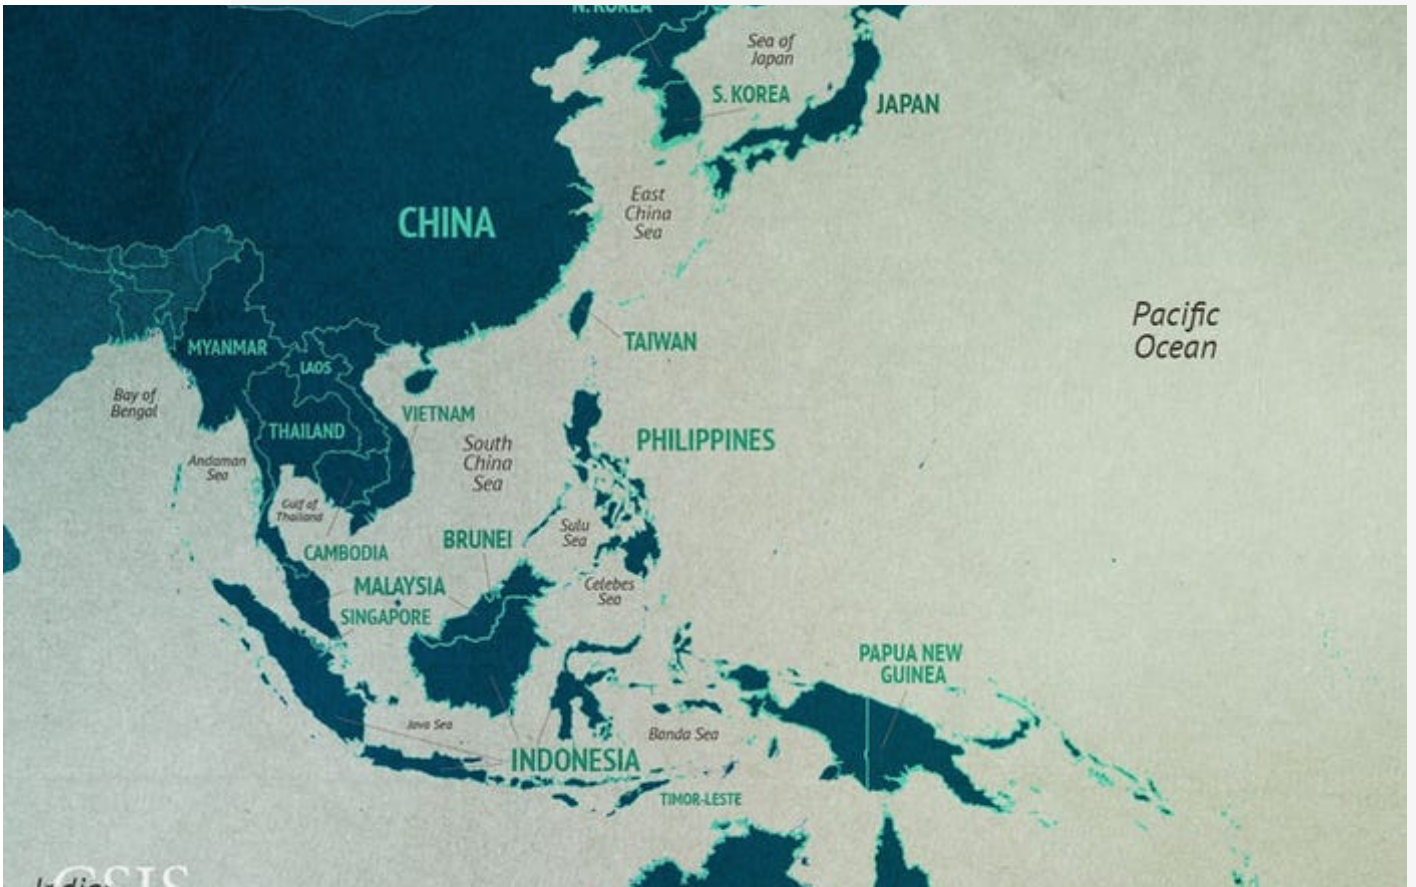 N. KOREA
Sea of
Japan
S. KOREA
JAPAN
East
China
Sea
CHINA
Pacific
Ocean
TAIWAN
MYANMAR
LAOS
Bay of
Bengal
VIETNAM
THAILAND
PHILIPPINES
South
China
Sea
Andaman
Sea
Gulf of
Thailand
Sulu
Sea
BRUNEI
CAMBODIA
MALAYSIA
Celebes
Sea
SINGAPORE
PAPUA NEW
GUINEA
Java Sea
Banda Sea
INDONESIA
TIMOR-LESTE
CSIS